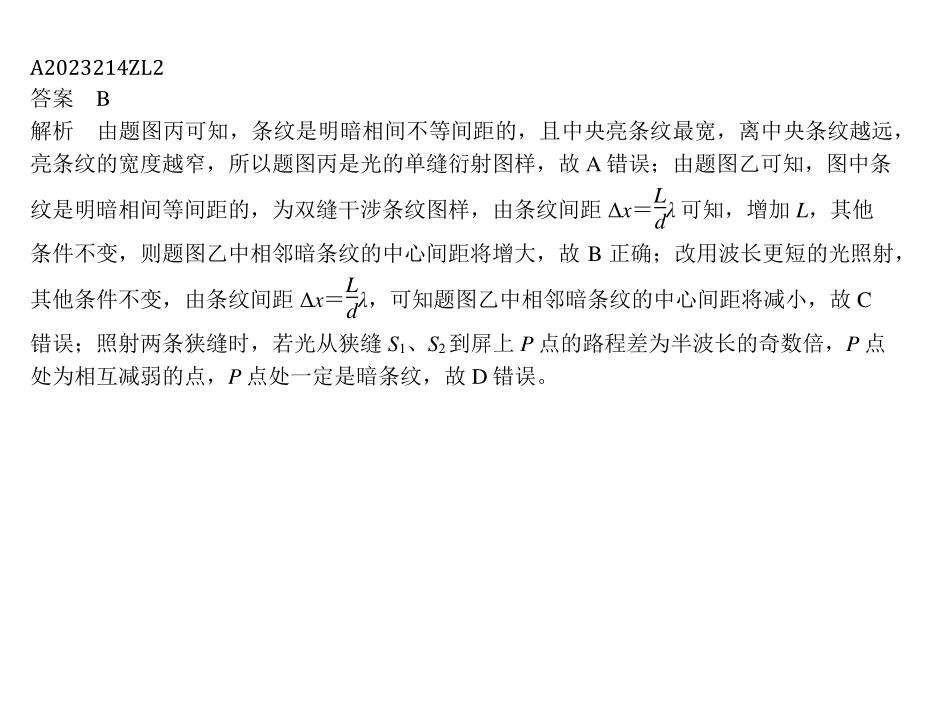 A2023214ZL2
答案 B
解析 由题图丙可知，条纹是明暗相间不等间距的，且中央亮条纹最宽，离中央条纹越远，
亮条纹的宽度越窄，所以题图丙是光的单缝衍射图样，故 A 错误；由题图乙可知，图中条
纹是明暗相间等间距的，为双缝干涉条纹图样，由条纹间距 Δx＝L/d λ 可知，增加 L，其他
条件不变，则题图乙中相邻暗条纹的中心间距将增大，故 B 正确；改用波长更短的光照射，
其他条件不变，由条纹间距 Δx＝L/d λ，可知题图乙中相邻暗条纹的中心间距将减小，故 C
错误；照射两条狭缝时，若光从狭缝 S₁、S₂ 到屏上 P 点的路程差为半波长的奇数倍，P 点
处为相互减弱的点，P 点处一定是暗条纹，故 D 错误。